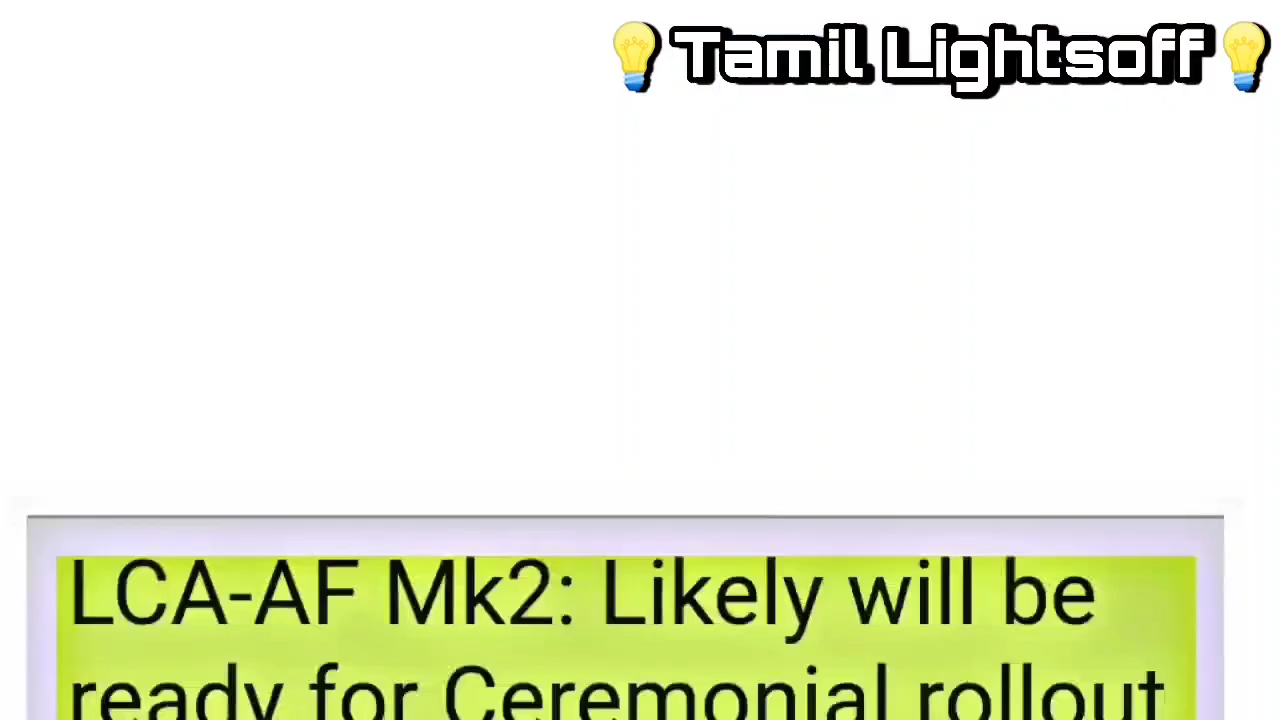 💡Tamil Lightsoff💡
LCA-AF Mk2: Likely will be
ready for Ceremonial rollout